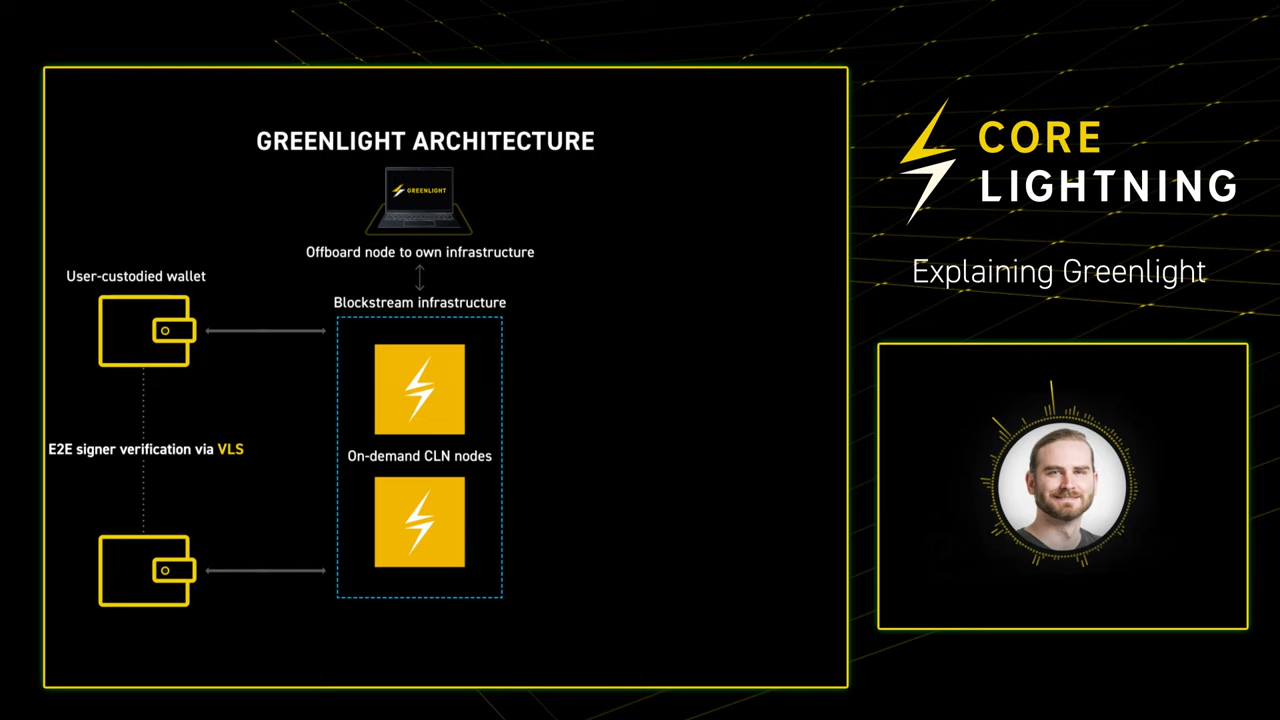 GREENLIGHT ARCHITECTURE
GREENLIGHT
Offboard node to own infrastructure
User-custodied wallet
Blockstream infrastructure
E2E signer verification via VLS
On-demand CLN nodes
CORE
LIGHTNING
Explaining Greenlight